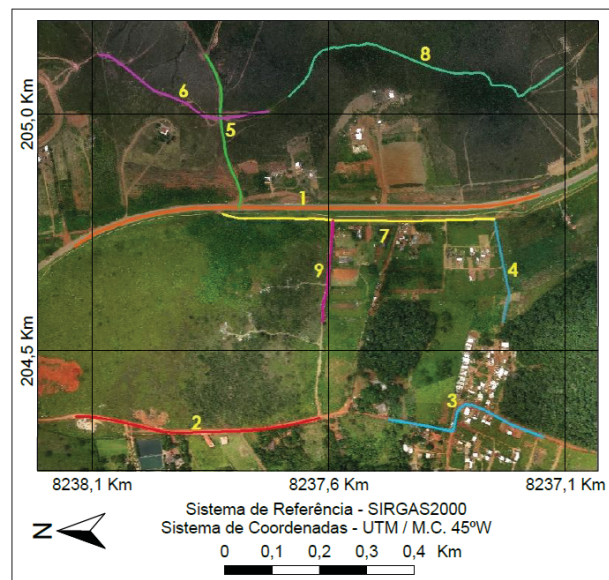 8
6
205,0 Km
5
1
7
9
4
204,5 Km
3
2
8238,1 Km
8237,6 Km
8237,1 Km
Sistema de Referência - SIRGAS2000
Sistema de Coordenadas - UTM / M.C. 45ºW
N
0 0,1 0,2 0,3 0,4 Km